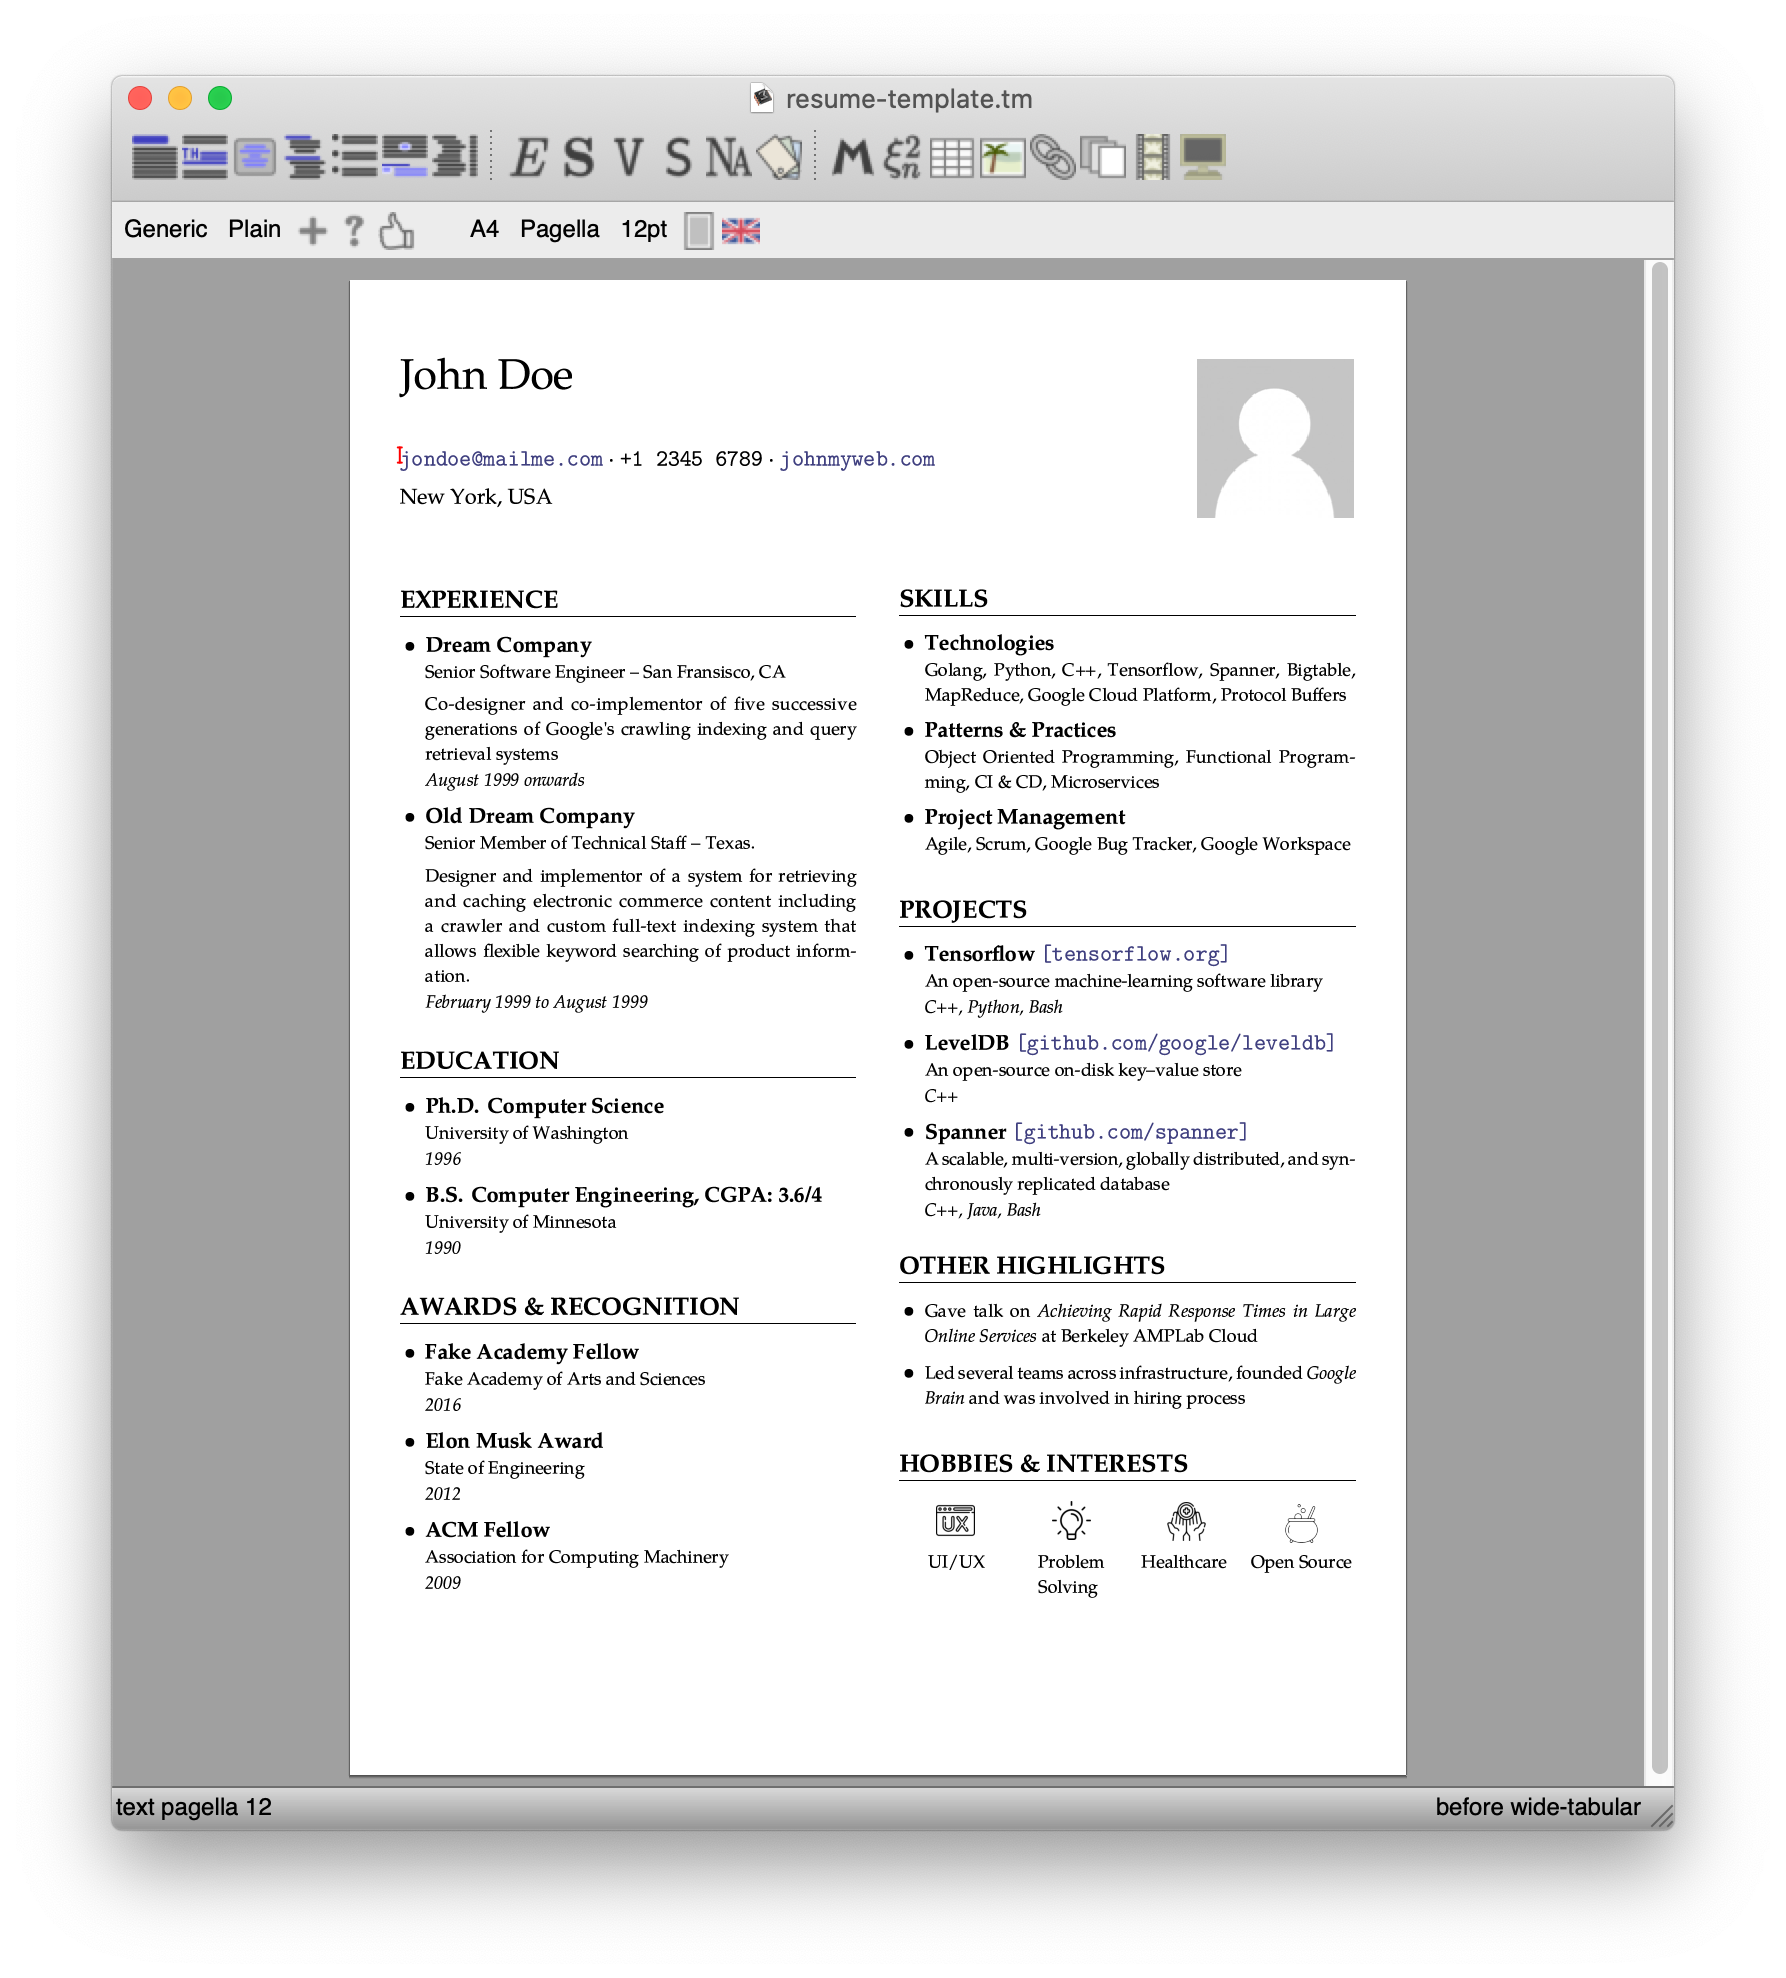 resume-template.tm
TH
E S V S NA M ξ2n
Generic Plain + ? A4 Pagella 12pt
John Doe
jondoe@mailme.com · +1 2345 6789 · johnmyweb.com
New York, USA
EXPERIENCE
• Dream Company
Senior Software Engineer – San Fransisco, CA
Co-designer and co-implementor of five successive
generations of Google's crawling indexing and query
retrieval systems
August 1999 onwards
• Old Dream Company
Senior Member of Technical Staff – Texas.
Designer and implementor of a system for retrieving
and caching electronic commerce content including
a crawler and custom full-text indexing system that
allows flexible keyword searching of product inform-
ation.
February 1999 to August 1999
EDUCATION
• Ph.D. Computer Science
University of Washington
1996
• B.S. Computer Engineering, CGPA: 3.6/4
University of Minnesota
1990
AWARDS & RECOGNITION
• Fake Academy Fellow
Fake Academy of Arts and Sciences
2016
• Elon Musk Award
State of Engineering
2012
• ACM Fellow
Association for Computing Machinery
2009
SKILLS
• Technologies
Golang, Python, C++, Tensorflow, Spanner, Bigtable,
MapReduce, Google Cloud Platform, Protocol Buffers
• Patterns & Practices
Object Oriented Programming, Functional Program-
ming, CI & CD, Microservices
• Project Management
Agile, Scrum, Google Bug Tracker, Google Workspace
PROJECTS
• Tensorflow [tensorflow.org]
An open-source machine-learning software library
C++, Python, Bash
• LevelDB [github.com/google/leveldb]
An open-source on-disk key–value store
C++
• Spanner [github.com/spanner]
A scalable, multi-version, globally distributed, and syn-
chronously replicated database
C++, Java, Bash
OTHER HIGHLIGHTS
• Gave talk on Achieving Rapid Response Times in Large
Online Services at Berkeley AMPLab Cloud
• Led several teams across infrastructure, founded Google
Brain and was involved in hiring process
HOBBIES & INTERESTS
UX
UI/UX Problem Healthcare Open Source
Solving
text pagella 12 before wide-tabular